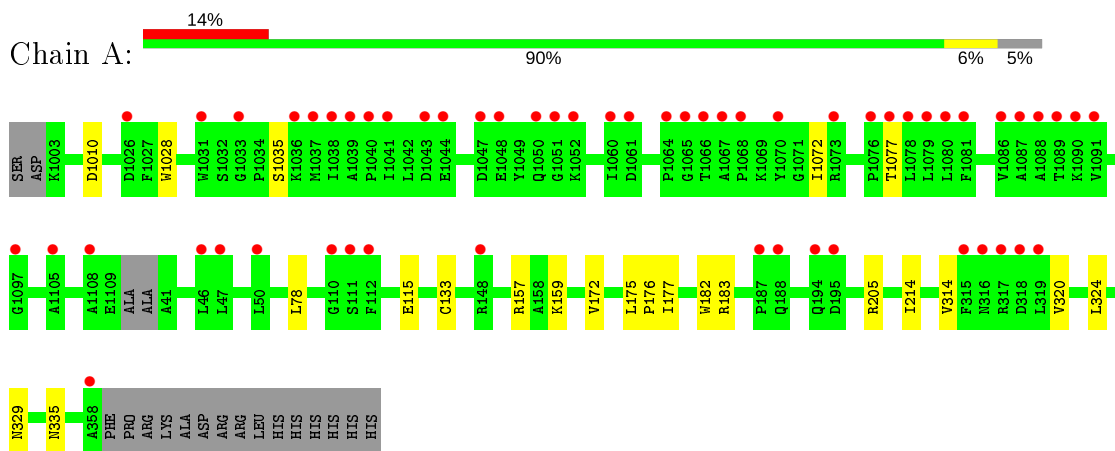 14%
Chain A:
90% 6% 5%
SER ASP K1003 D1010 D1026 F1027 W1028 W1031 S1032 G1033 P1034 S1035 K1036 M1037 I1038 A1039 P1040 I1041 L1042 D1043 E1044 D1047 E1048 Y1049 Q1050 G1051 K1052 I1060 D1061 P1064 G1065 T1066 A1067 P1068 K1069 Y1070 G1071 I1072 R1073 P1076 T1077 L1078 L1079 L1080 F1081 V1086 A1087 A1088 T1089 K1090 V1091
G1097 A1105 A1108 E1109 ALA ALA A41 L46 L47 L50 L78 G110 S111 F112 E115 C133 R148 R157 A158 K159 V172 L175 P176 I177 W182 R183 P187 Q188 Q194 D195 R205 I214 V314 F315 N316 R317 D318 L319 V320 L324
N329 N335 A358 PHE PRO ARG LYS ALA ASP ARG ARG LEU HIS HIS HIS HIS HIS HIS